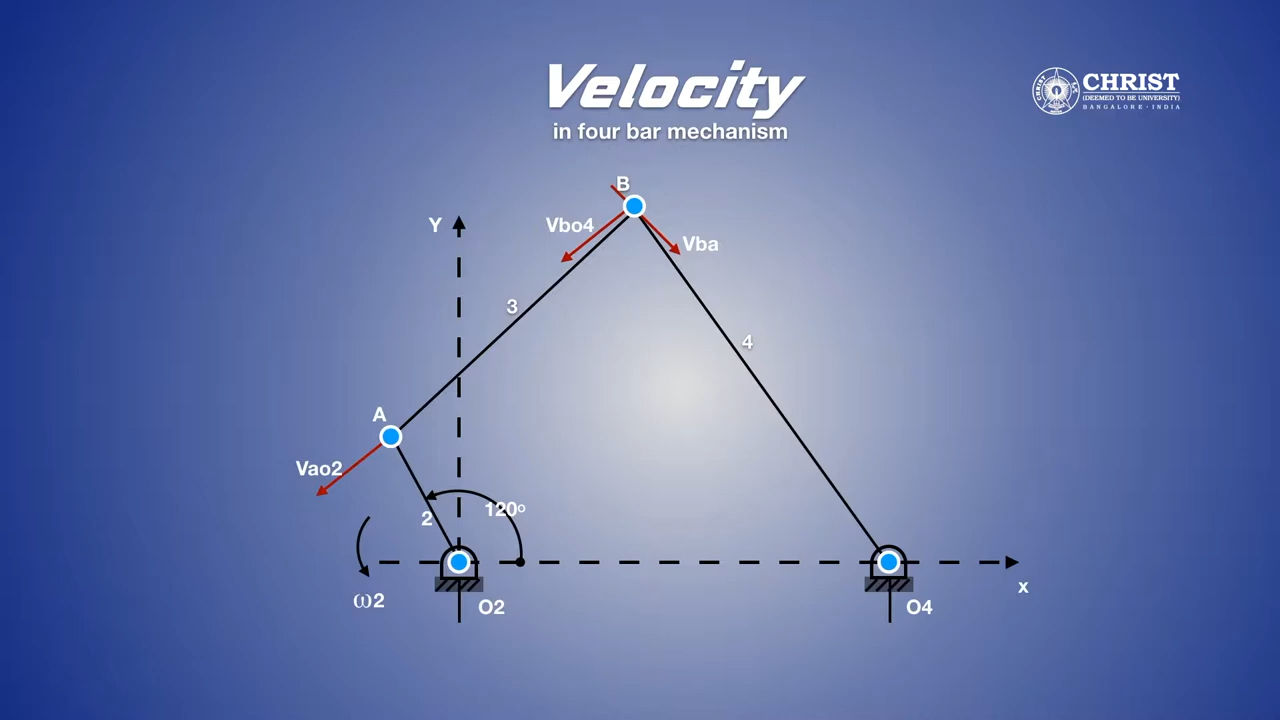 Velocity
in four bar mechanism
CHRIST
(DEEMED TO BE UNIVERSITY)
BANGALORE · INDIA
B
Y
Vbo4
Vba
3
4
A
Vao2
120o
2
ω2
O2
O4
x